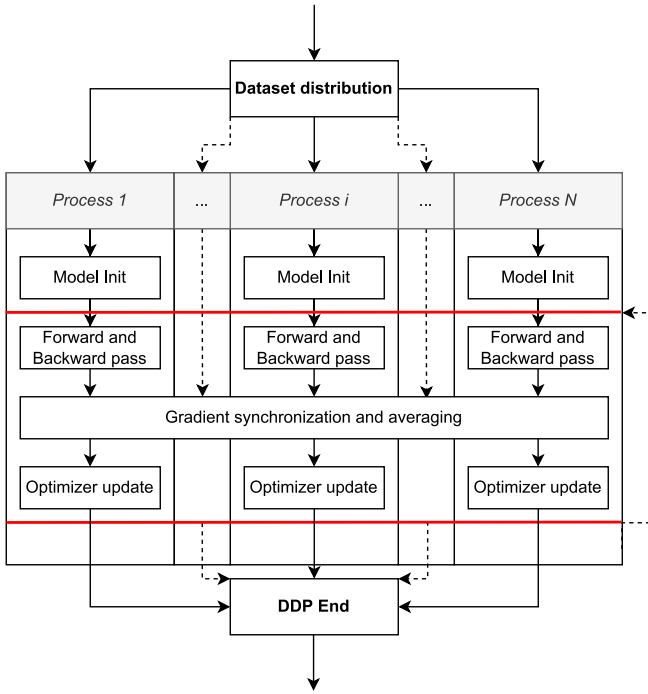 Dataset distribution
Process 1
...
Process i
...
Process N
Model Init
Model Init
Model Init
Forward and
Backward pass
Forward and
Backward pass
Forward and
Backward pass
Gradient synchronization and averaging
Optimizer update
Optimizer update
Optimizer update
DDP End